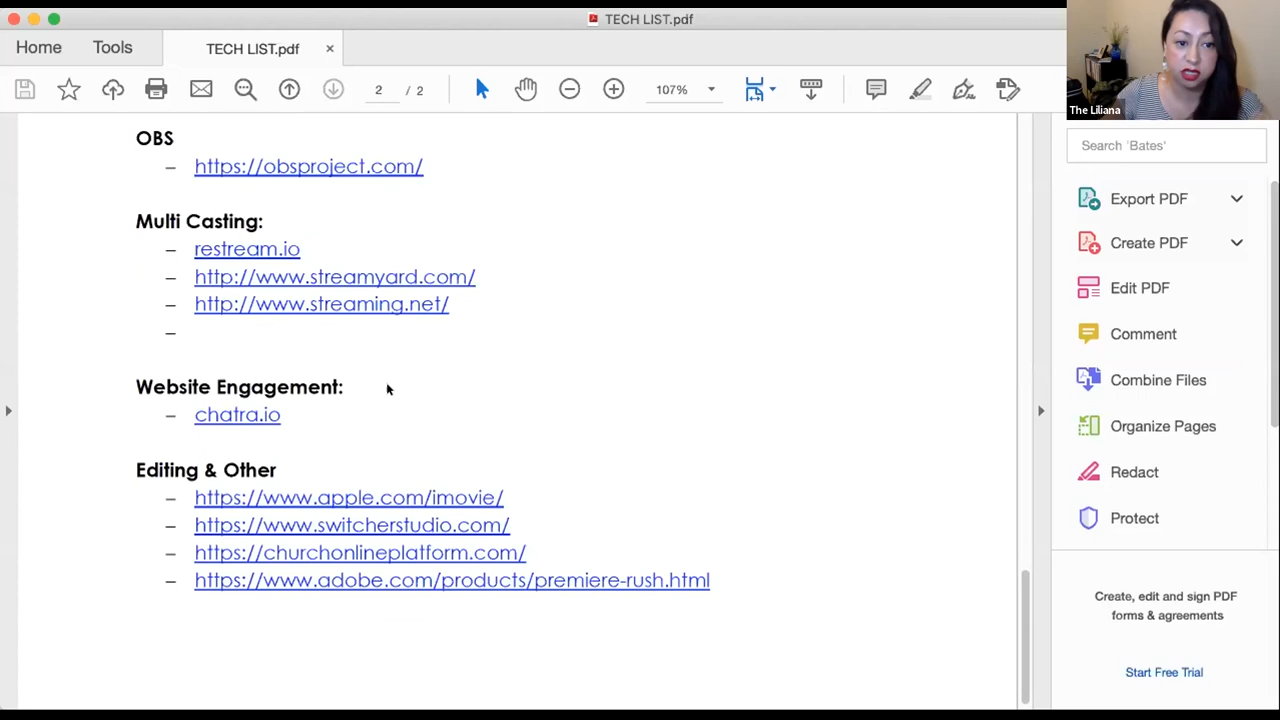 TECH LIST.pdf
Home
Tools
TECH LIST.pdf
×
2 / 2
107%
The Liliana
OBS
– https://obsproject.com/
Multi Casting:
– restream.io
– http://www.streamyard.com/
– http://www.streaming.net/
–
Website Engagement:
– chatra.io
Editing & Other
– https://www.apple.com/imovie/
– https://www.switcherstudio.com/
– https://churchonlineplatform.com/
– https://www.adobe.com/products/premiere-rush.html
Search 'Bates'
Export PDF
Create PDF
Edit PDF
Comment
Combine Files
Organize Pages
Redact
Protect
Create, edit and sign PDF
forms & agreements
Start Free Trial